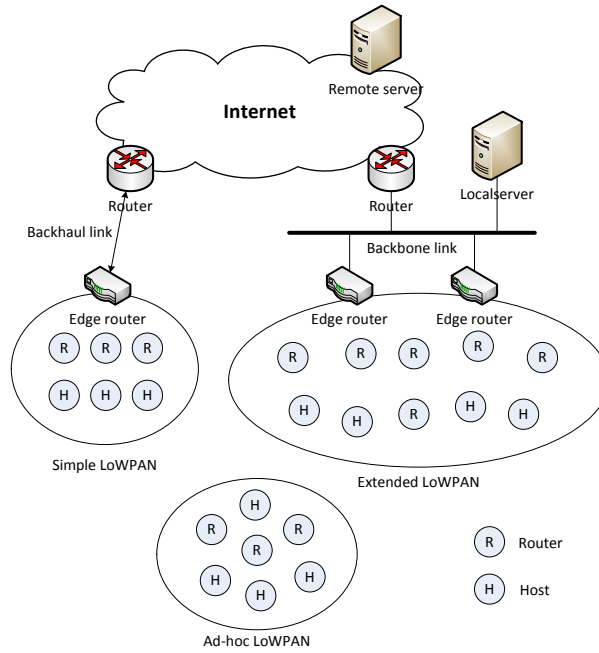 Remote server
Internet
Router
Router
Localserver
Backhaul link
Backbone link
Edge router
Edge router
Edge router
R R R
H H H
R R R R R
H H R H H
Simple LoWPAN
Extended LoWPAN
H
R R
R
H H H
R Router
H Host
Ad-hoc LoWPAN